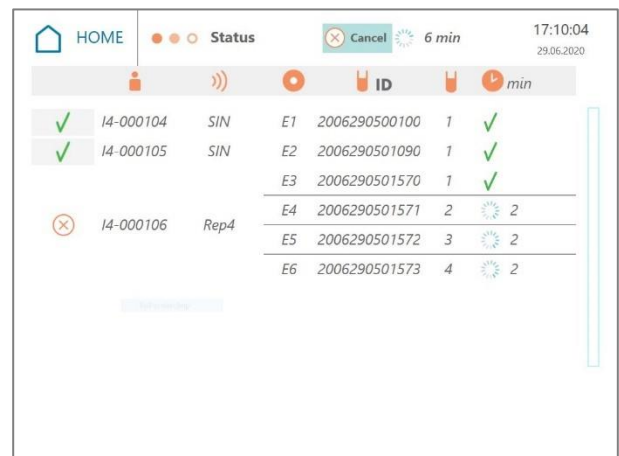 HOME Status Cancel 6 min 17:10:04
29.06.2020
ID min
I4-000104 SIN E1 2006290500100 1
I4-000105 SIN E2 2006290501090 1
E3 2006290501570 1
I4-000106 Rep4 E4 2006290501571 2 2
E5 2006290501572 3 2
E6 2006290501573 4 2